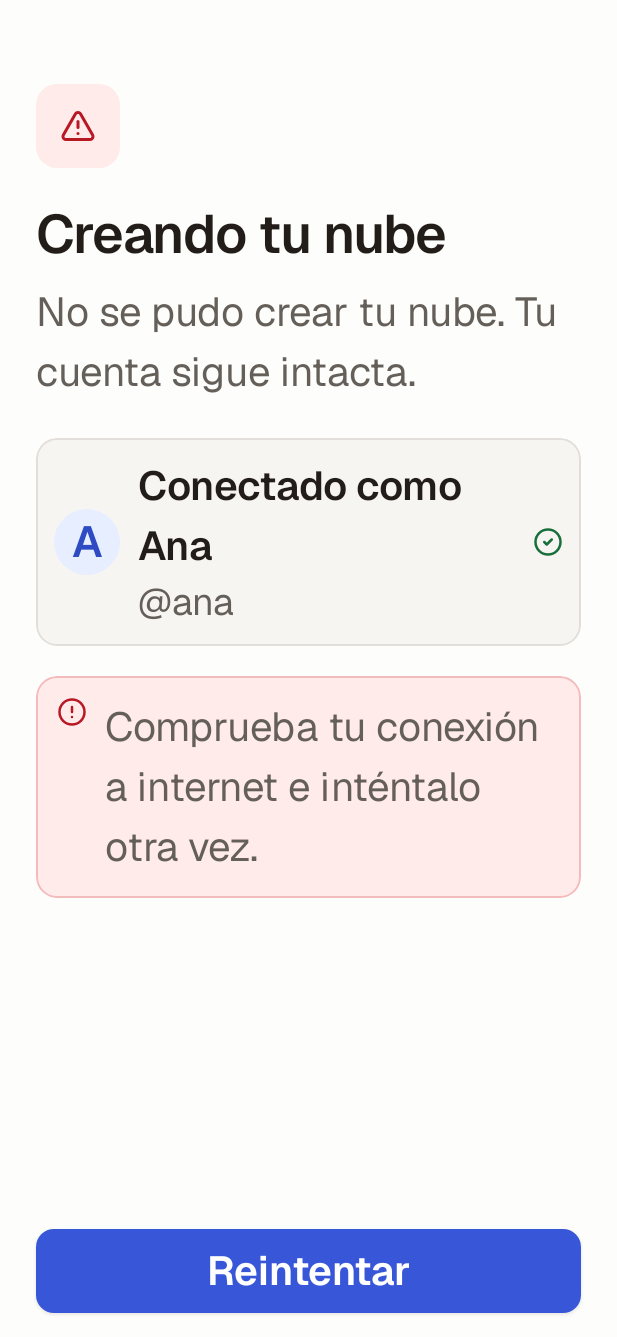 Creando tu nube
No se pudo crear tu nube. Tu
cuenta sigue intacta.
A
Conectado como
Ana
@ana
Comprueba tu conexión
a internet e inténtalo
otra vez.
Reintentar